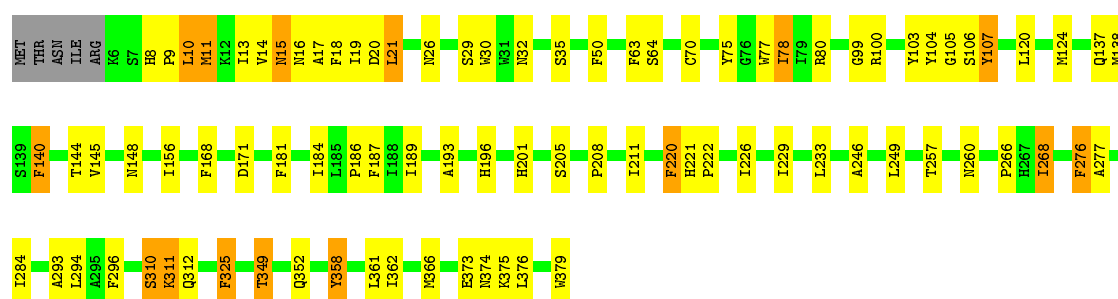 MET THR ASN ILE ARG K6 S7 H8 P9 L10 M11 K12 I13 V14 N15 N16 A17 F18 I19 D20 L21 N26 S29 W30 W31 N32 S35 F50 F63 S64 C70 Y75 G76 W77 I78 I79 R80 G99 R100 Y103 Y104 G105 S106 Y107 L120 M124 Q137 M138
S139 F140 T144 V145 N148 I156 F168 D171 F181 I184 L185 P186 F187 I188 I189 A193 H196 H201 S205 P208 I211 F220 H221 P222 I226 I229 L233 A246 L249 T257 N260 P266 H267 I268 F276 A277
I284 A293 L294 A295 F296 S310 K311 Q312 F325 T349 Q352 Y358 L361 I362 M366 E373 N374 K375 L376 W379